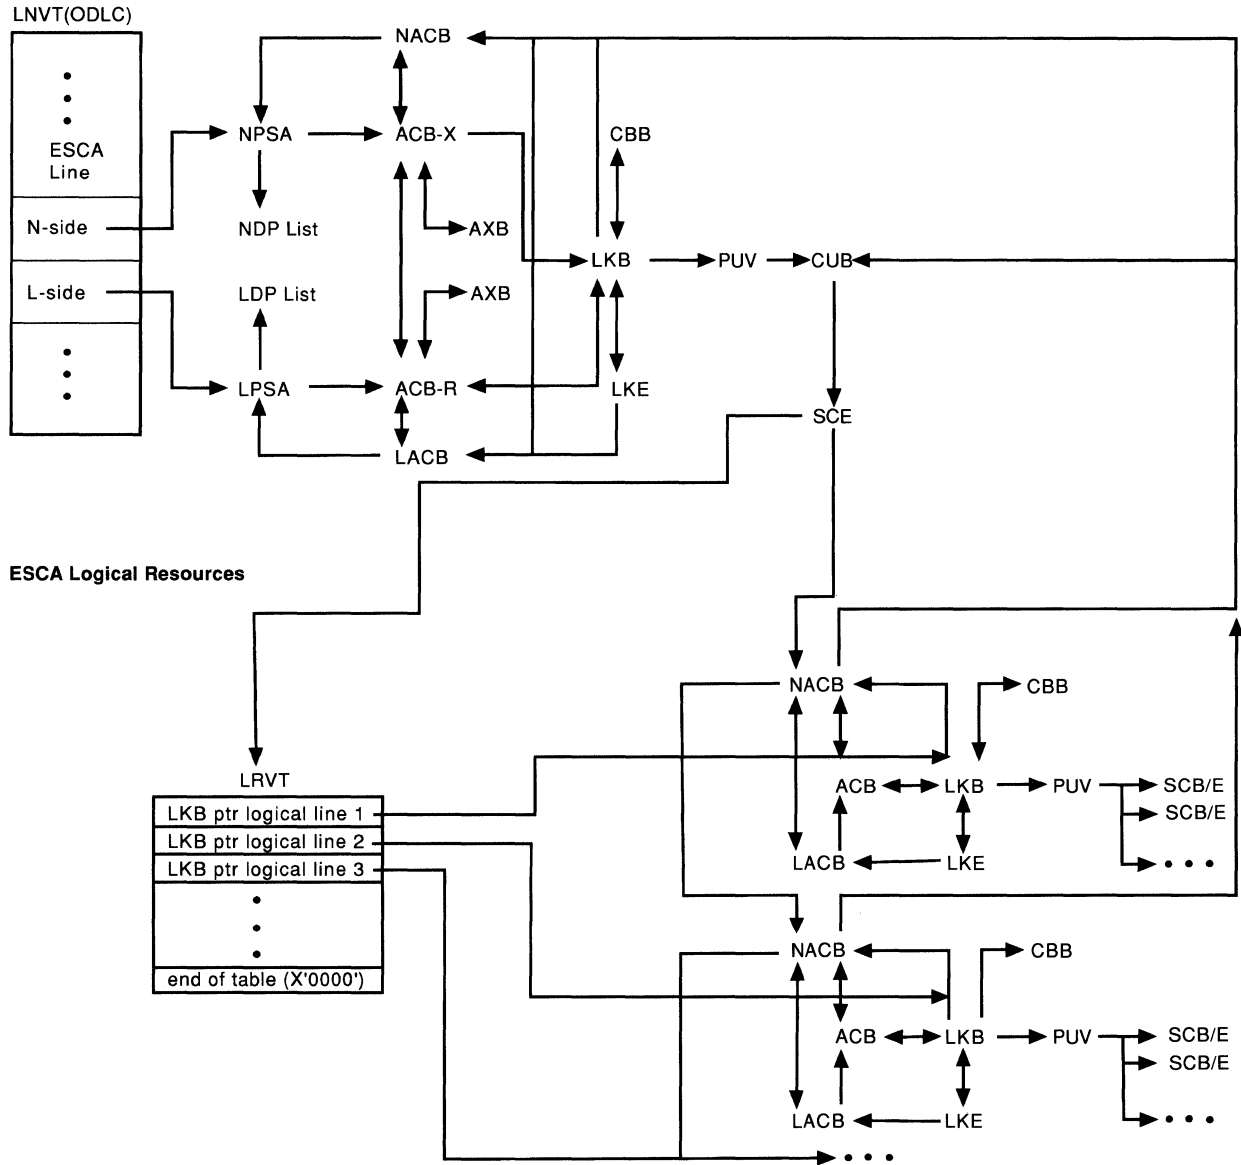 LNVT(ODLC)
NACB
ESCA
Line
NPSA
ACB-X
CBB
N-side
NDP List
AXB
LKB
PUV
CUB
L-side
LDP List
AXB
LPSA
ACB-R
LKE
SCE
LACB
ESCA Logical Resources
NACB
CBB
LRVT
ACB
LKB
PUV
SCB/E
SCB/E
LKB ptr logical line 1
LKB ptr logical line 2
LKB ptr logical line 3
LACB
LKE
end of table (X'0000')
NACB
CBB
ACB
LKB
PUV
SCB/E
SCB/E
LACB
LKE